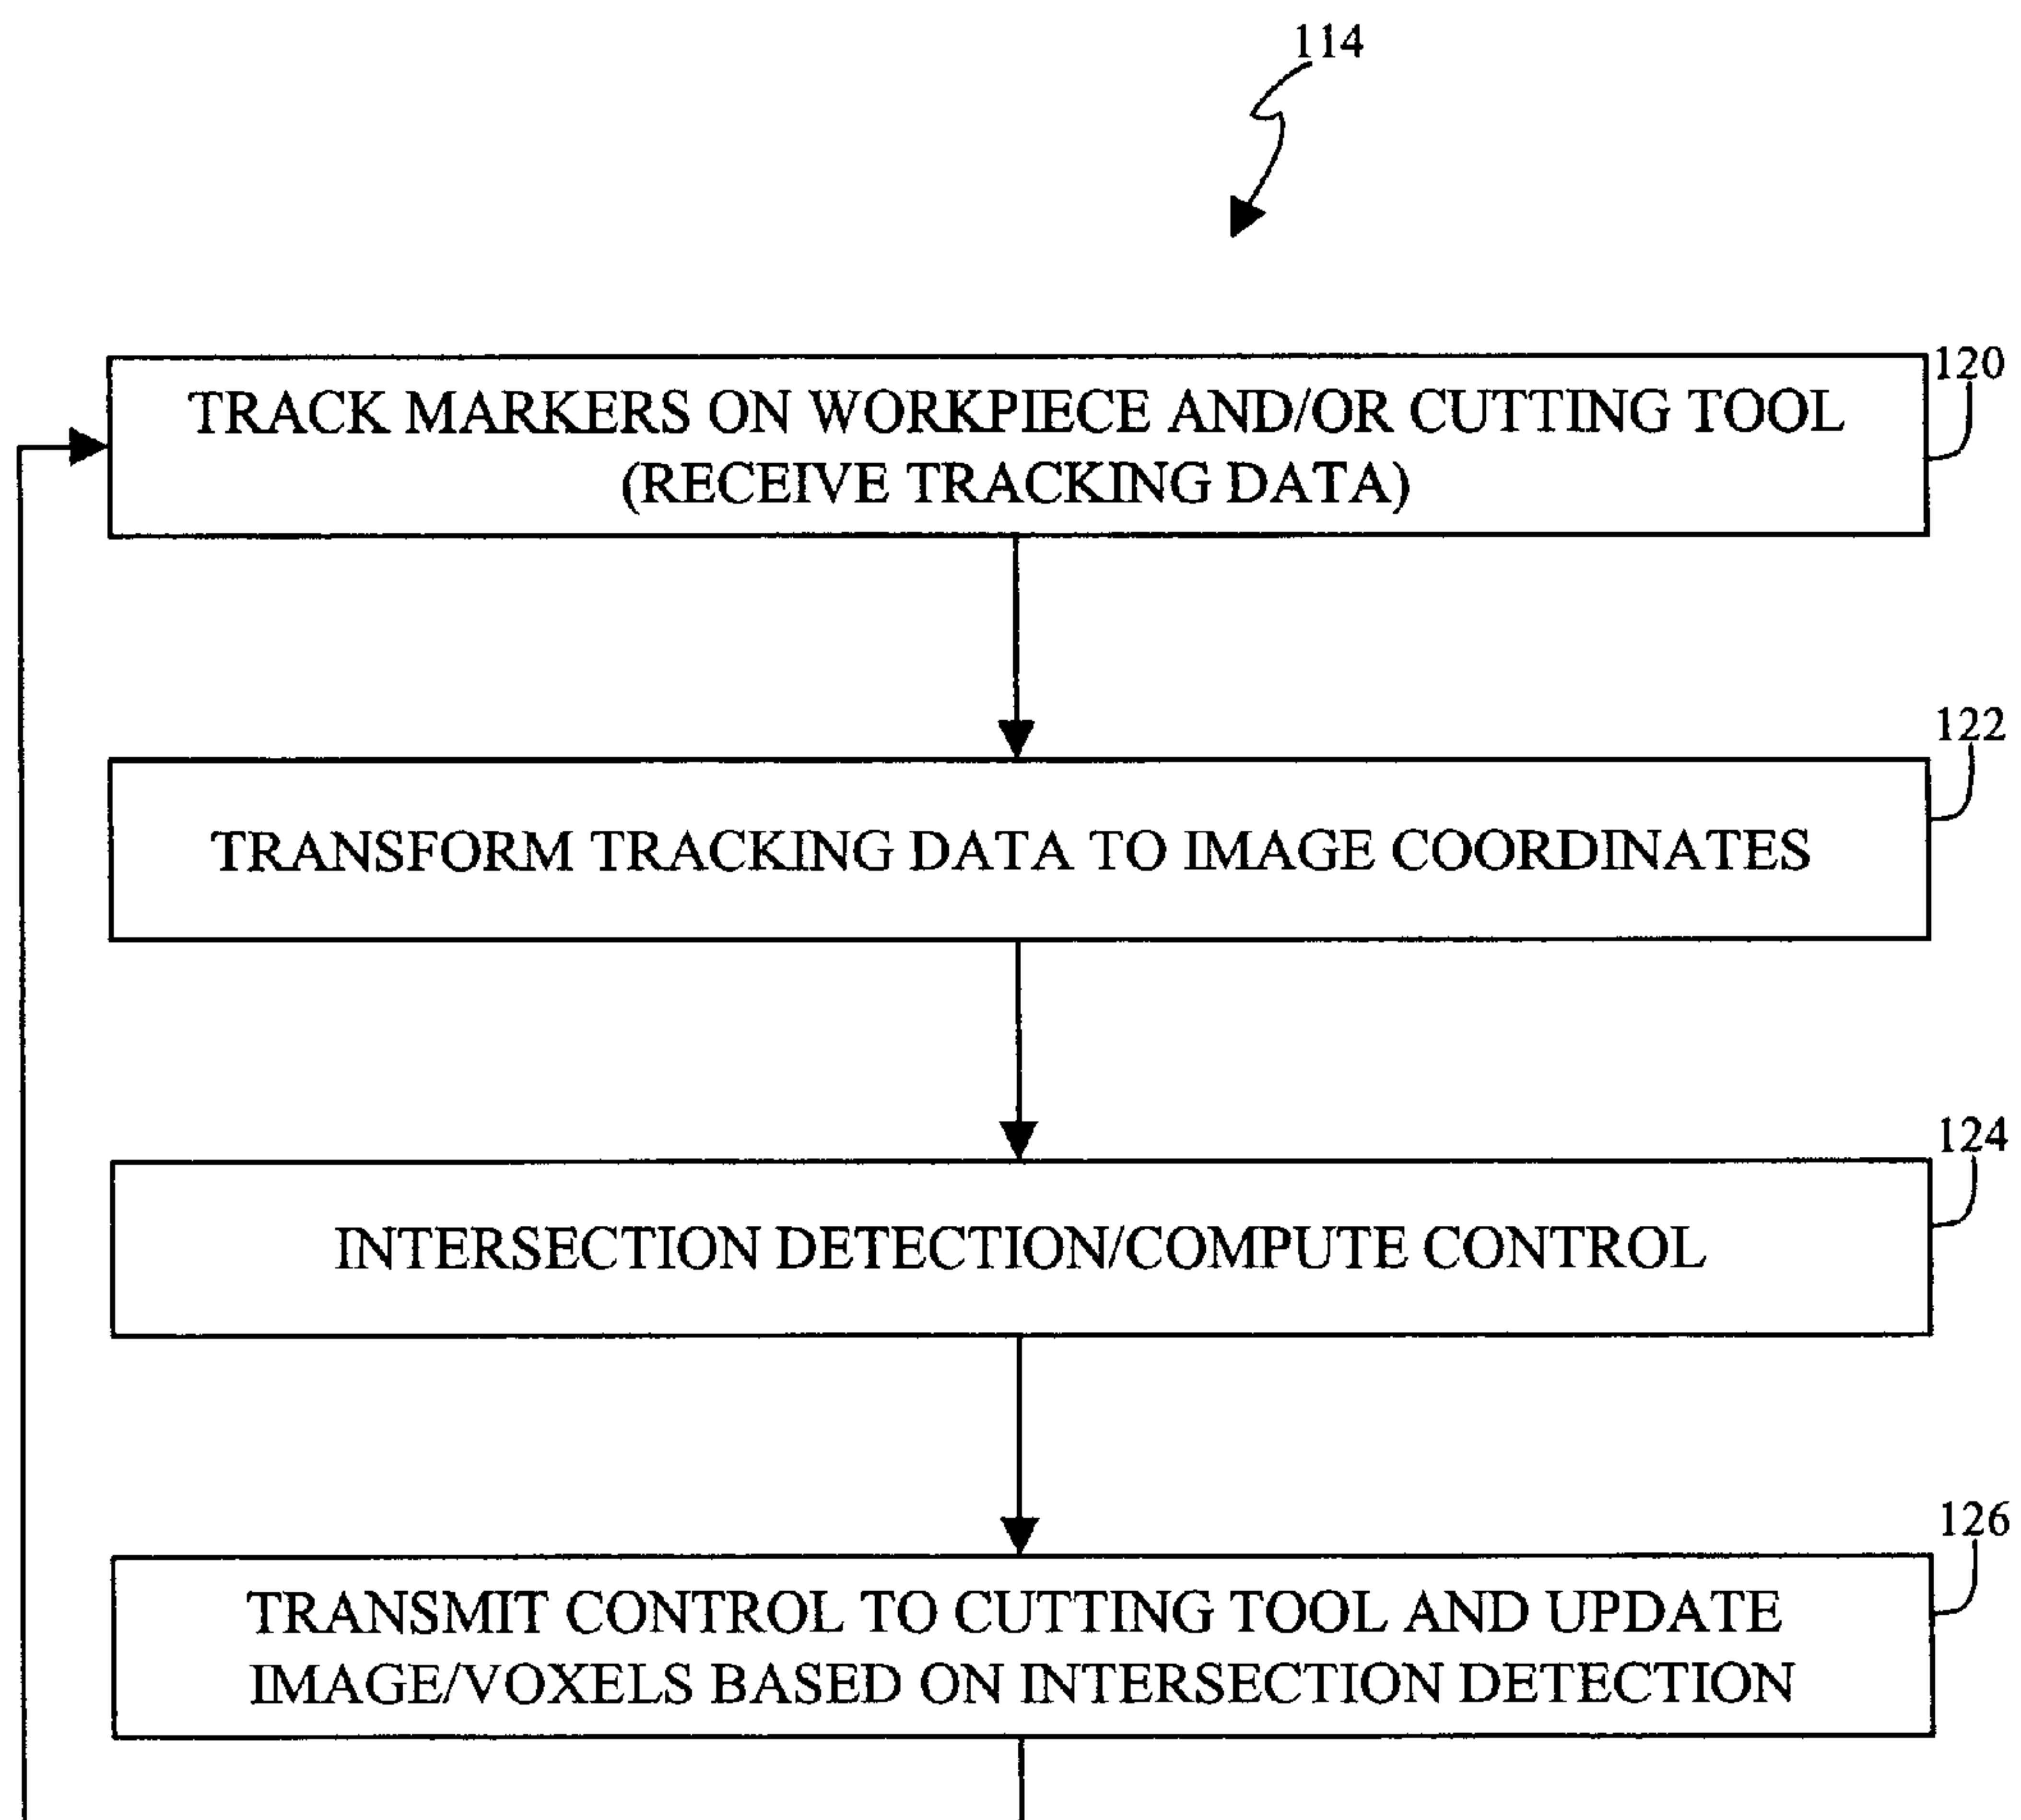 114
120
TRACK MARKERS ON WORKPIECE AND/OR CUTTING TOOL
(RECEIVE TRACKING DATA)
122
TRANSFORM TRACKING DATA TO IMAGE COORDINATES
124
INTERSECTION DETECTION/COMPUTE CONTROL
126
TRANSMIT CONTROL TO CUTTING TOOL AND UPDATE
IMAGE/VOXELS BASED ON INTERSECTION DETECTION